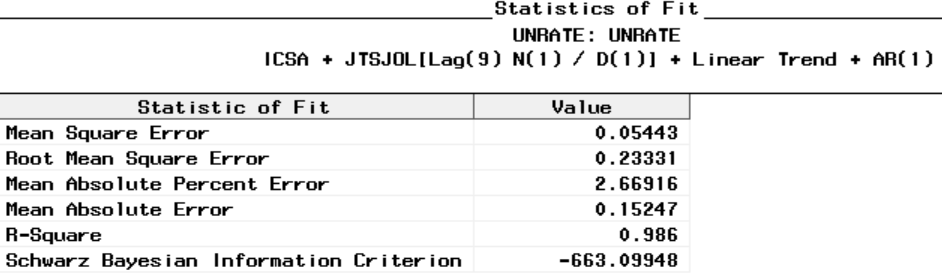 Statistics of Fit
UNRATE: UNRATE
ICSA + JTSJOL[Lag(9) N(1) / D(1)] + Linear Trend + AR(1)
Statistic of Fit Value
Mean Square Error 0.05443
Root Mean Square Error 0.23331
Mean Absolute Percent Error 2.66916
Mean Absolute Error 0.15247
R-Square 0.986
Schwarz Bayesian Information Criterion -663.09948